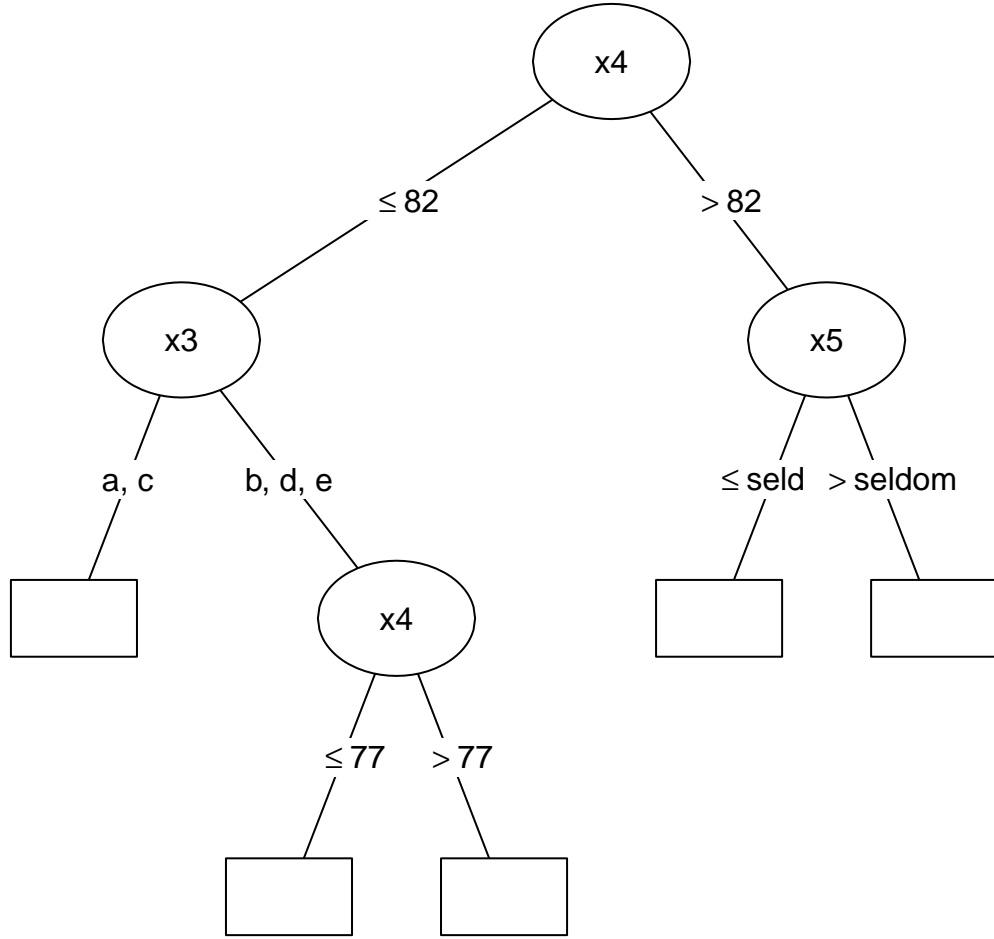 x4
≤ 82
> 82
x3
x5
a, c
b, d, e
≤ seld
> seldom
x4
≤ 77
> 77